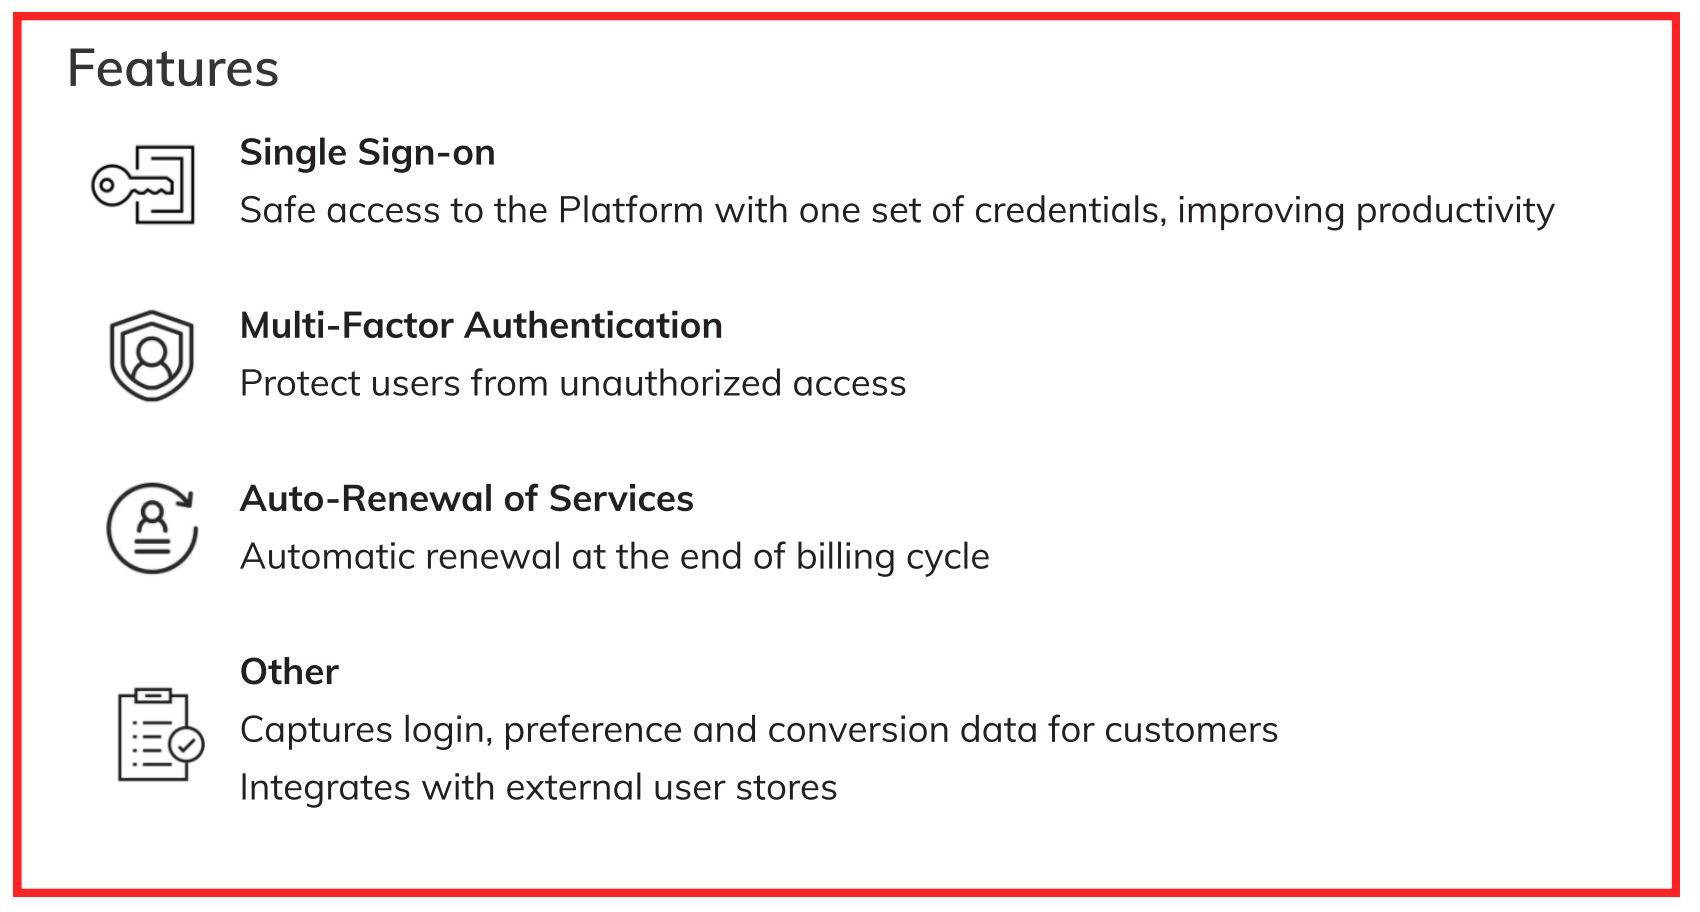 Features
Single Sign-on
Safe access to the Platform with one set of credentials, improving productivity
Multi-Factor Authentication
Protect users from unauthorized access
Auto-Renewal of Services
Automatic renewal at the end of billing cycle
Other
Captures login, preference and conversion data for customers
Integrates with external user stores